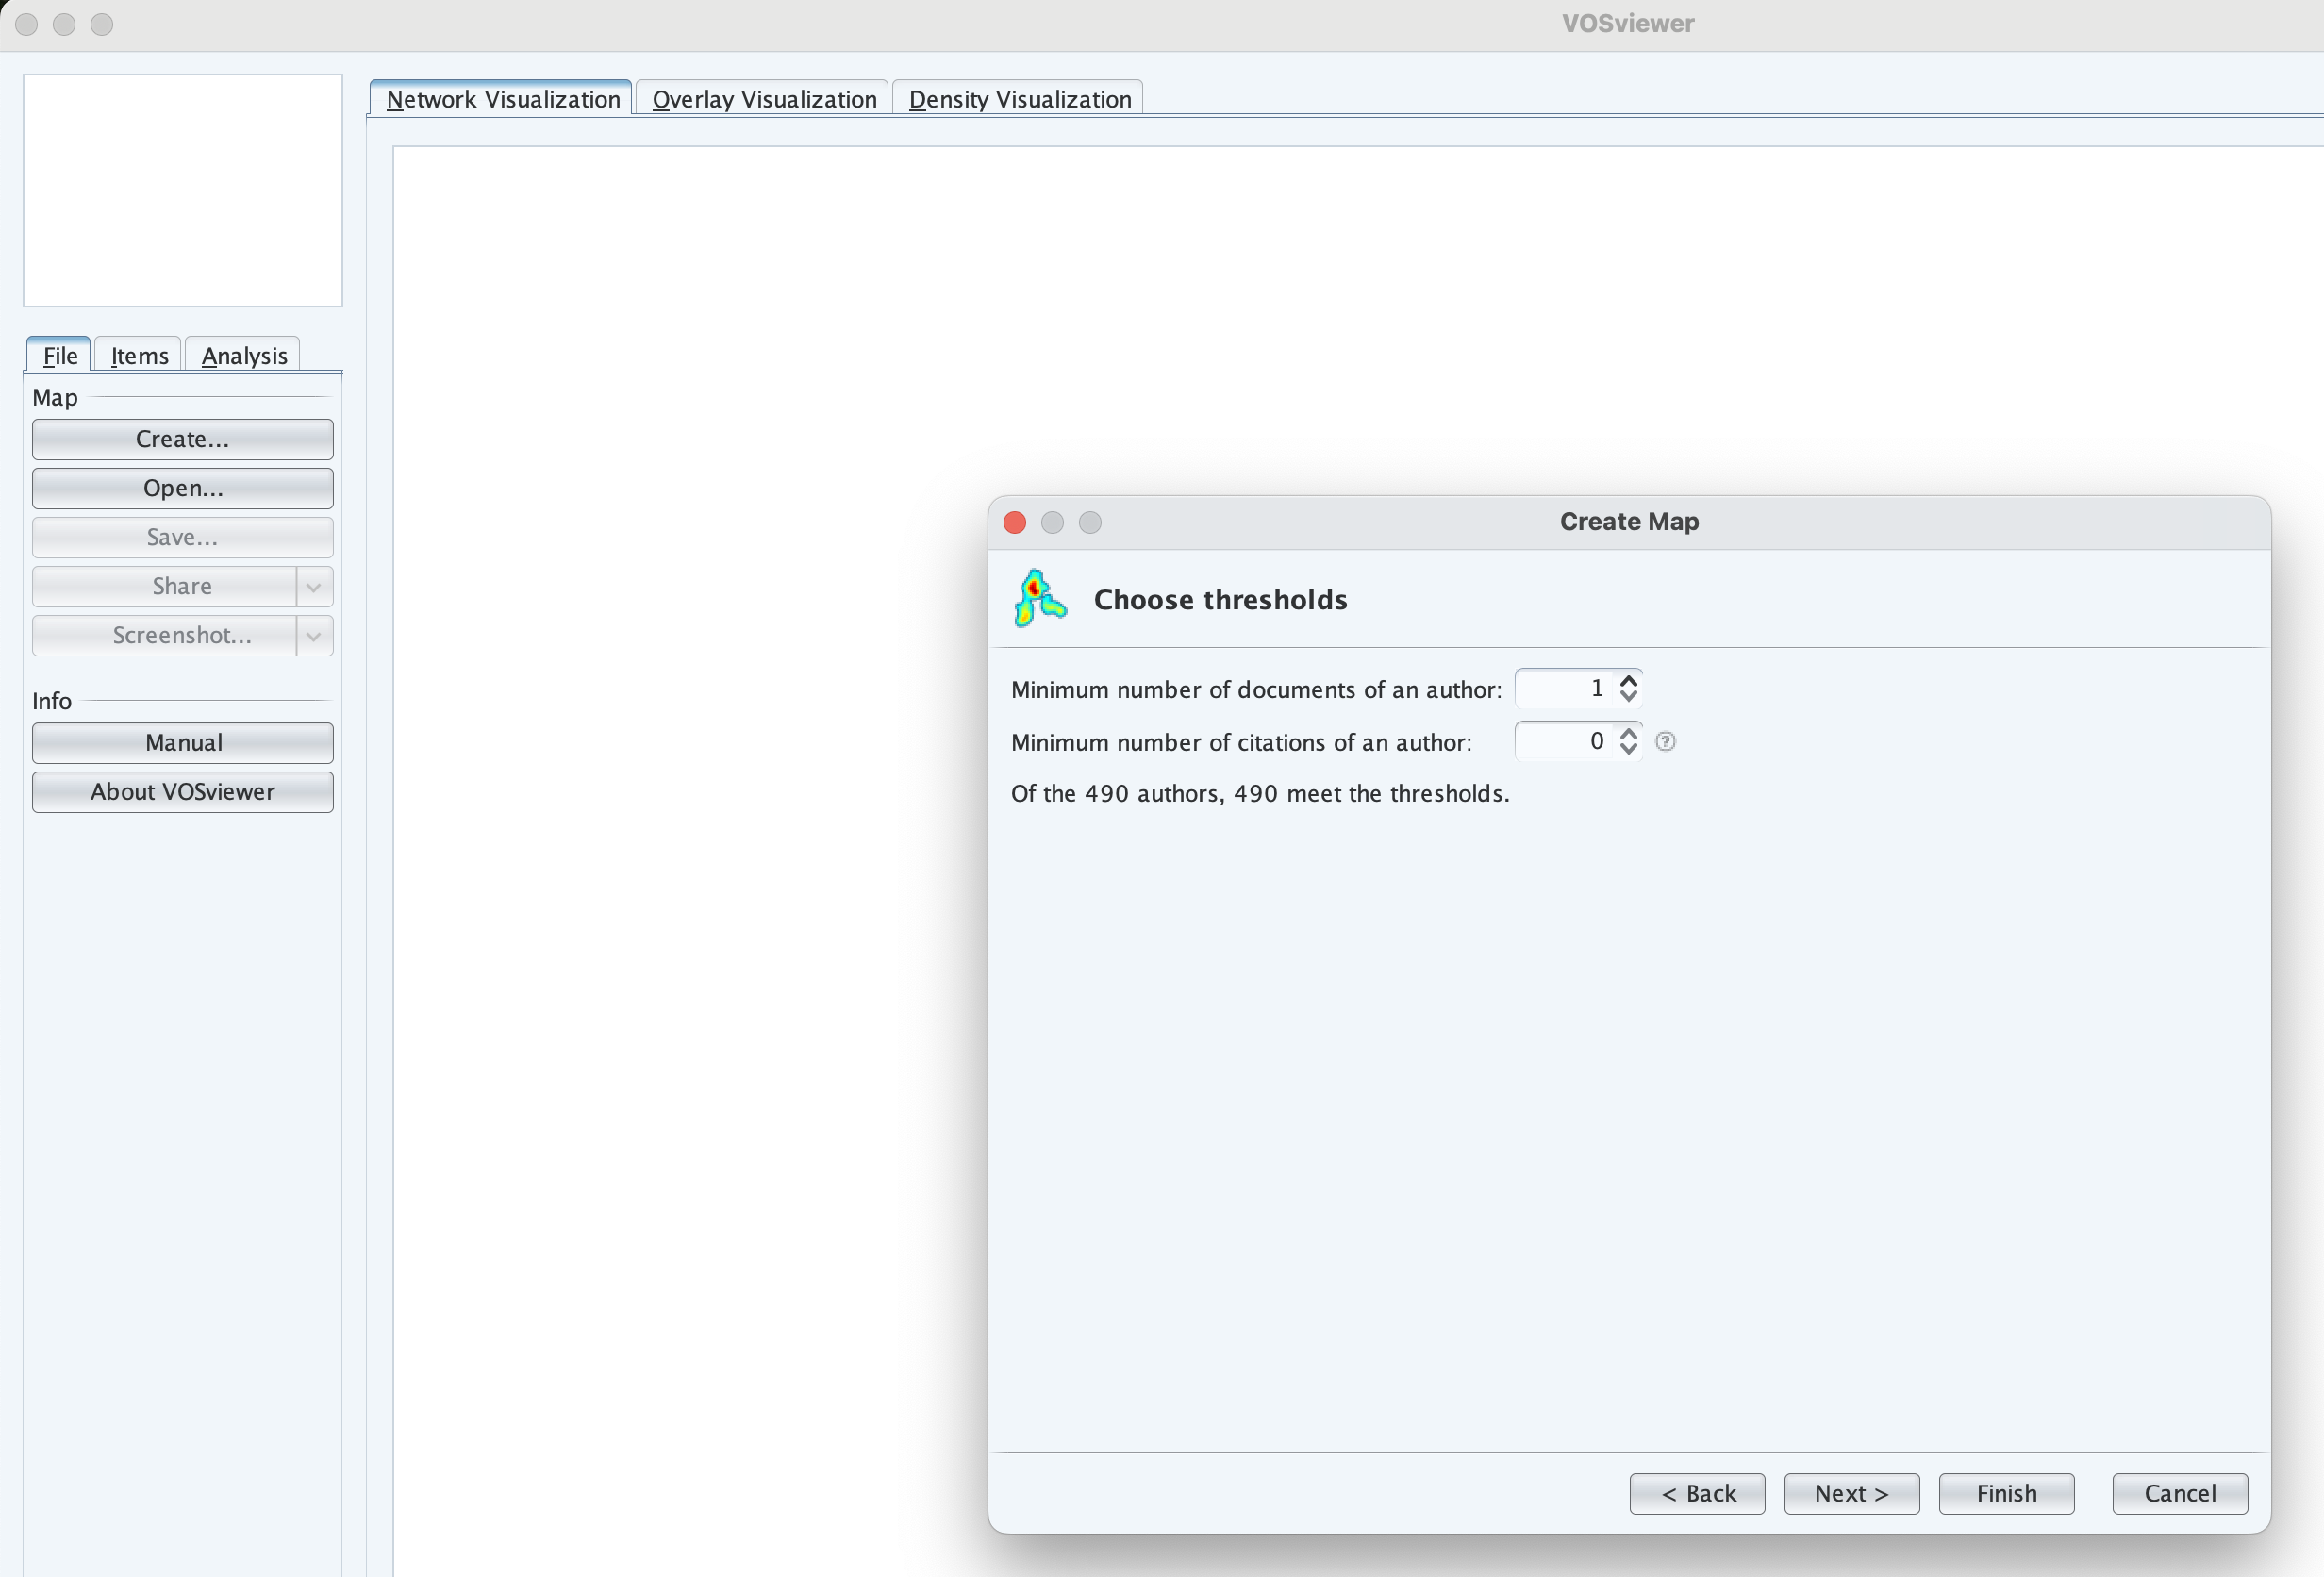 VOSviewer
Network Visualization
Overlay Visualization
Density Visualization
File
Items
Analysis
Map
Create...
Open...
Save...
Share
Screenshot...
Info
Manual
About VOSviewer
Create Map
Choose thresholds
Minimum number of documents of an author: 1
Minimum number of citations of an author: 0 ?
Of the 490 authors, 490 meet the thresholds.
< Back
Next >
Finish
Cancel